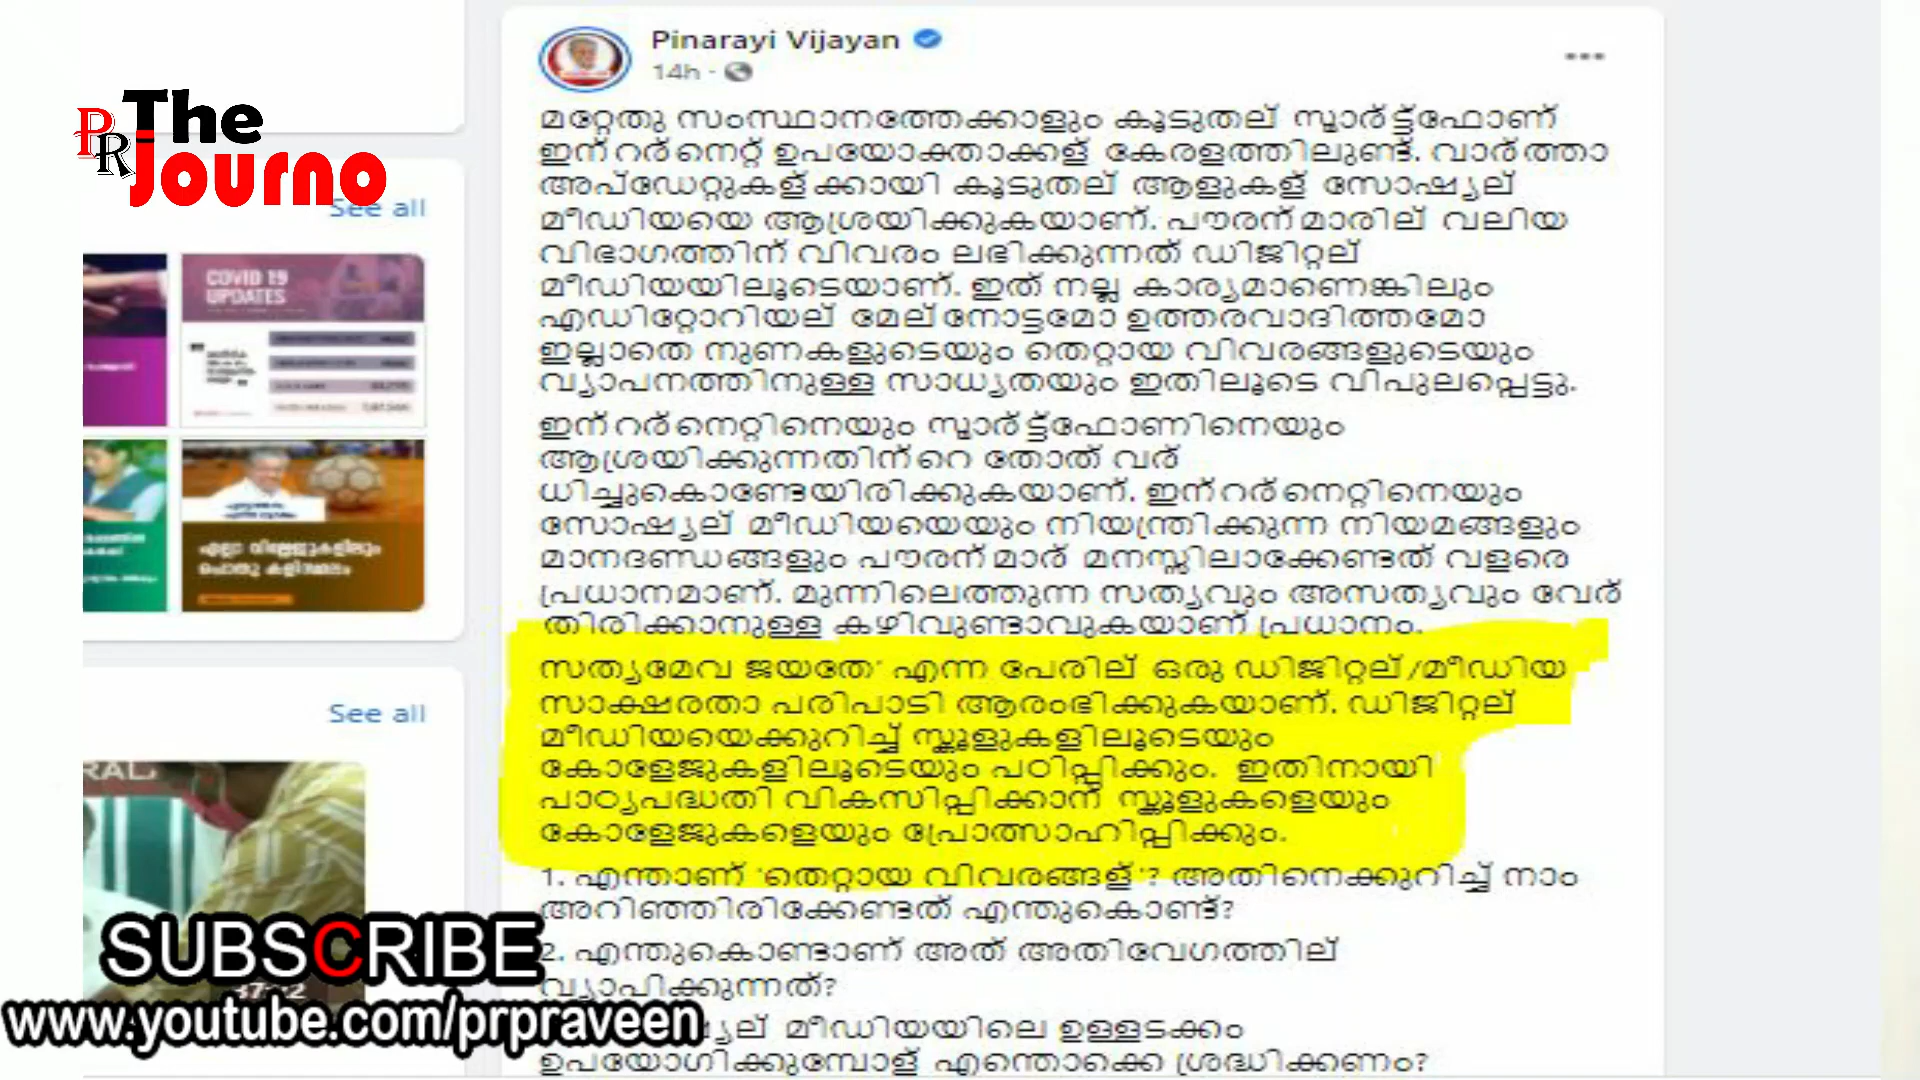 PR The
Journo
See all
COVID 19
UPDATES
എല്ലാ വില്ലേജുകളിലും
പൊതു കളിസ്ഥലം
See all
Pinarayi Vijayan
14h ·
മറ്റേതു സംസ്ഥാനത്തേക്കാളും കൂടുതല് സ്മാര്ട്ട്ഫോണ്
ഇന്റര്നെറ്റ് ഉപയോക്താക്കള് കേരളത്തിലുണ്ട്. വാര്ത്താ
അപ്ഡേറ്റുകള്ക്കായി കൂടുതല് ആളുകള് സോഷ്യല്
മീഡിയയെ ആശ്രയിക്കുകയാണ്. പൗരന്മാരില് വലിയ
വിഭാഗത്തിന് വിവരം ലഭിക്കുന്നത് ഡിജിറ്റല്
മീഡിയയിലൂടെയാണ്. ഇത് നല്ല കാര്യമാണെങ്കിലും
എഡിറ്റോറിയല് മേല്നോട്ടമോ ഉത്തരവാദിത്തമോ
ഇല്ലാതെ നുണകളുടെയും തെറ്റായ വിവരങ്ങളുടെയും
വ്യാപനത്തിനുള്ള സാധ്യതയും ഇതിലൂടെ വിപുലപ്പെട്ടു.
ഇന്റര്നെറ്റിനെയും സ്മാര്ട്ട്ഫോണിനെയും
ആശ്രയിക്കുന്നതിന്റെ തോത് വര്
ധിച്ചുകൊണ്ടേയിരിക്കുകയാണ്. ഇന്റര്നെറ്റിനെയും
സോഷ്യല് മീഡിയയെയും നിയന്ത്രിക്കുന്ന നിയമങ്ങളും
മാനദണ്ഡങ്ങളും പൗരന്മാര് മനസ്സിലാക്കേണ്ടത് വളരെ
പ്രധാനമാണ്. മുന്നിലെത്തുന്ന സത്യവും അസത്യവും വേര്
തിരിക്കാനുള്ള കഴിവുണ്ടാവുകയാണ് പ്രധാനം.
സത്യമേവ ജയതേ' എന്ന പേരില് ഒരു ഡിജിറ്റല്/മീഡിയ
സാക്ഷരതാ പരിപാടി ആരംഭിക്കുകയാണ്. ഡിജിറ്റല്
മീഡിയയെക്കുറിച്ച് സ്കൂളുകളിലൂടെയും
കോളേജുകളിലൂടെയും പഠിപ്പിക്കും. ഇതിനായി
പാഠ്യപദ്ധതി വികസിപ്പിക്കാന് സ്കൂളുകളെയും
കോളേജുകളെയും പ്രോത്സാഹിപ്പിക്കും.
1. എന്താണ് 'തെറ്റായ വിവരങ്ങള്'? അതിനെക്കുറിച്ച് നാം
അറിഞ്ഞിരിക്കേണ്ടത് എന്തുകൊണ്ട്?
2. എന്തുകൊണ്ടാണ് അത് അതിവേഗത്തില്
വ്യാപിക്കുന്നത്?
മീഡിയയിലെ ഉള്ളടക്കം
ഉപയോഗിക്കുമ്പോള് എന്തൊക്കെ ശ്രദ്ധിക്കണം?
SUBSCRIBE
www.youtube.com/prpraveen